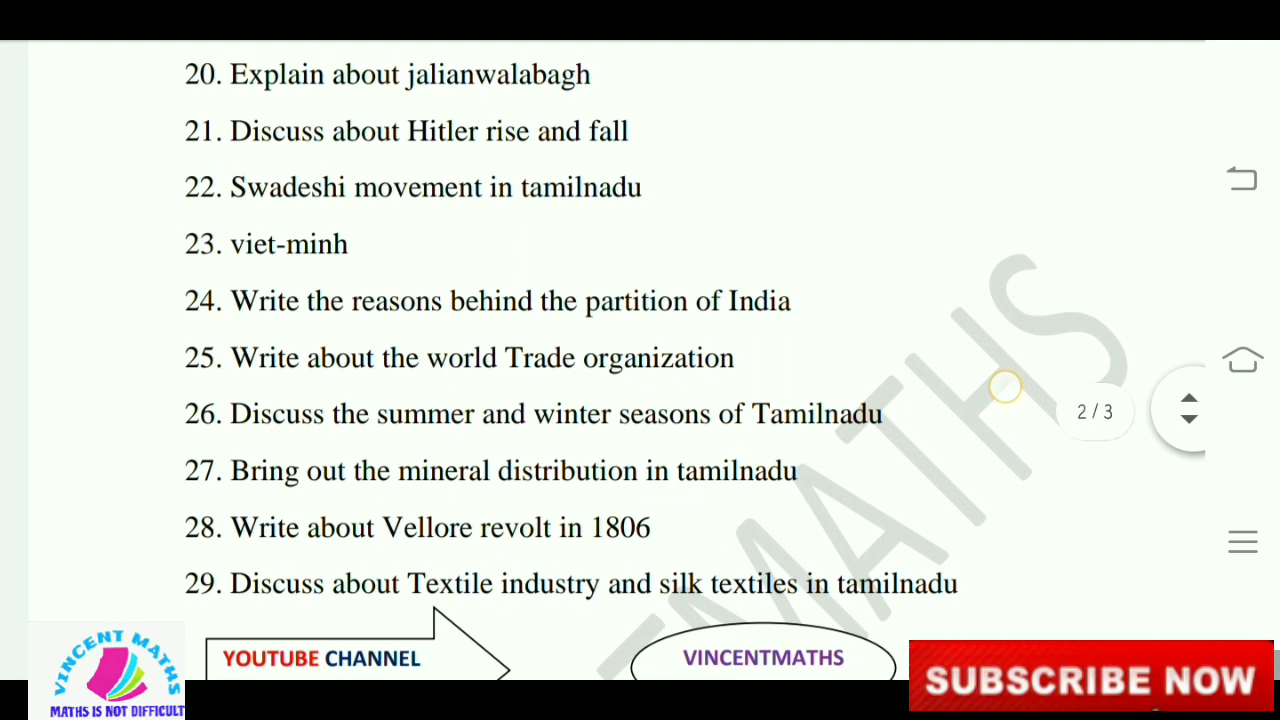 20. Explain about jalianwalabagh
21. Discuss about Hitler rise and fall
22. Swadeshi movement in tamilnadu
23. viet-minh
24. Write the reasons behind the partition of India
25. Write about the world Trade organization
26. Discuss the summer and winter seasons of Tamilnadu
2 / 3
27. Bring out the mineral distribution in tamilnadu
28. Write about Vellore revolt in 1806
29. Discuss about Textile industry and silk textiles in tamilnadu
TMATHS
VINCENT MATHS
MATHS IS NOT DIFFICULT
YOUTUBE CHANNEL
VINCENTMATHS
SUBSCRIBE NOW